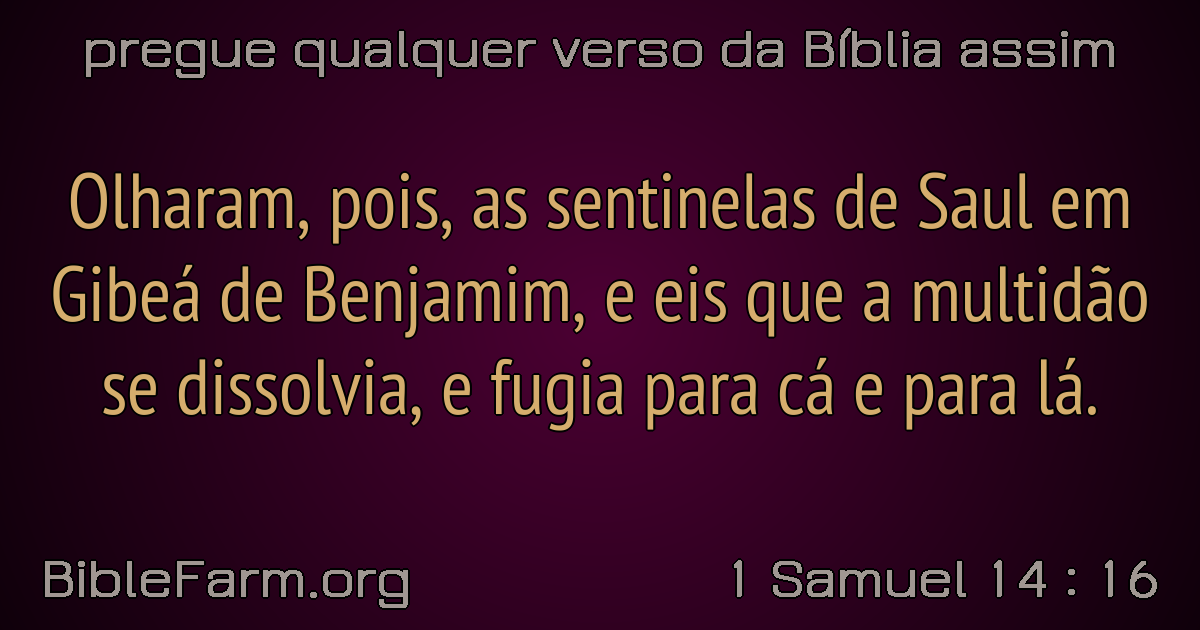 pregue qualquer verso da Bíblia assim
Olharam, pois, as sentinelas de Saul em
Gibeá de Benjamim, e eis que a multidão
se dissolvia, e fugia para cá e para lá.
BibleFarm.org
1 Samuel 14 : 16